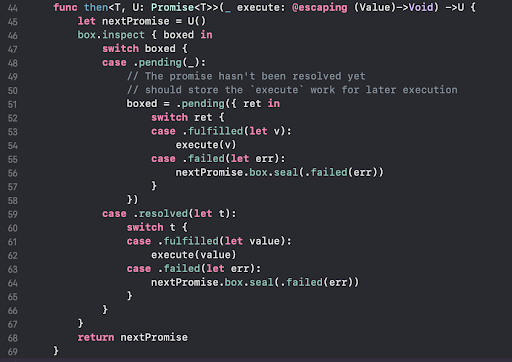 44 func then<T, U: Promise<T>>(_ execute: @escaping (Value)->Void) ->U {
45 let nextPromise = U()
46 box.inspect { boxed in
47 switch boxed {
48 case .pending(_):
49 // The promise hasn't been resolved yet
50 // should store the `execute` work for later execution
51 boxed = .pending({ ret in
52 switch ret {
53 case .fulfilled(let v):
54 execute(v)
55 case .failed(let err):
56 nextPromise.box.seal(.failed(err))
57 }
58 })
59 case .resolved(let t):
60 switch t {
61 case .fulfilled(let value):
62 execute(value)
63 case .failed(let err):
64 nextPromise.box.seal(.failed(err))
65 }
66 }
67 }
68 return nextPromise
69 }